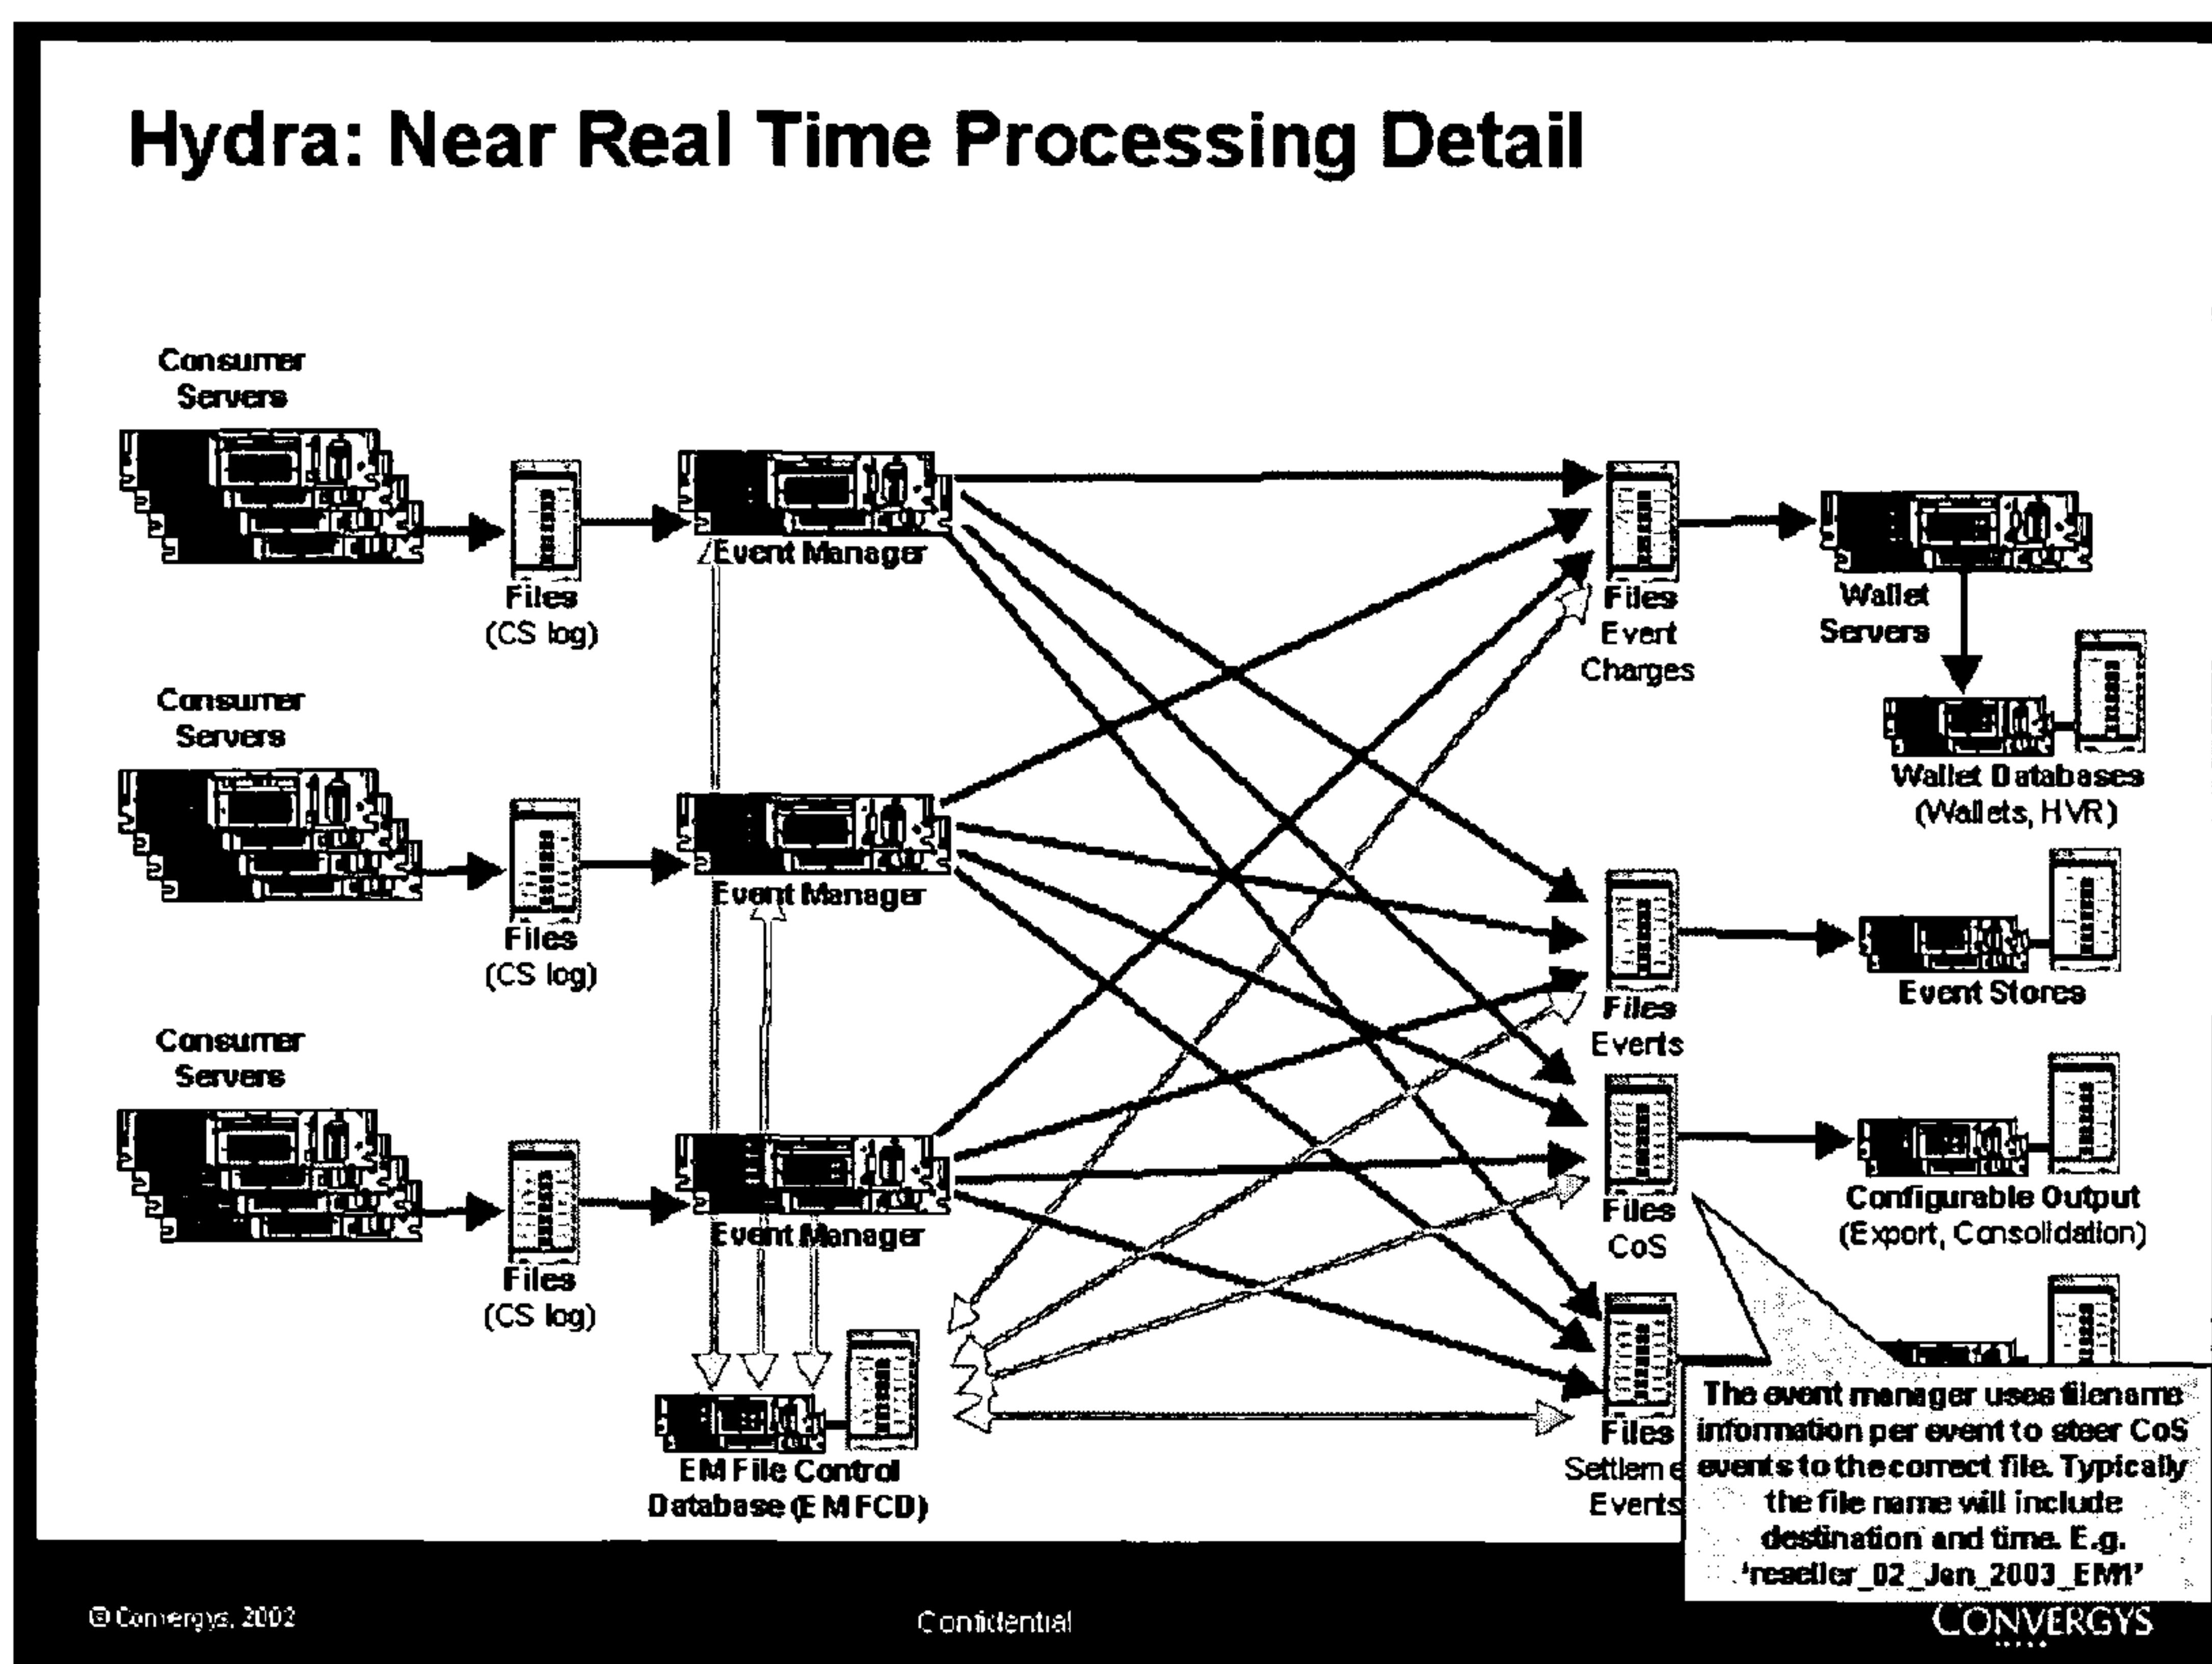 Hydra: Near Real Time Processing Detail
Consumer
Servers
Files
(CS log)
Event Manager
Files
Event
Charges
Wallet
Servers
Wallet Databases
(Wallets, HVR)
Consumer
Servers
Files
(CS log)
Event Manager
Files
Events
Event Stores
Consumer
Servers
Files
(CS log)
Event Manager
Files
CoS
Configurable Output
(Export, Consolidation)
EM File Control
Database (EMFCD)
Files
Settleme
Events
The event manager uses filename
information per event to steer CoS
events to the correct file. Typically
the file name will include
destination and time. E.g.
'reseller_02_Jan_2003_EM1'
© Convergys, 2002
Confidential
CONVERGYS